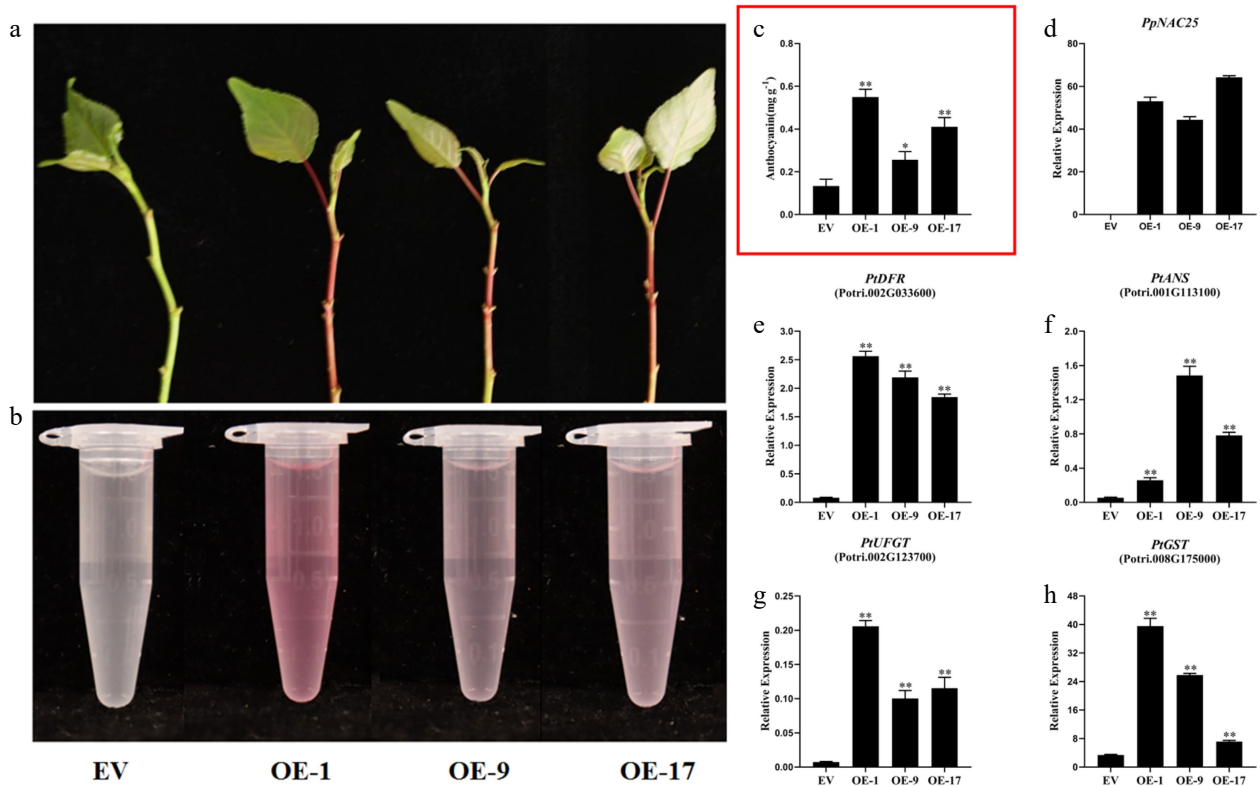 a
b
EV
OE-1
OE-9
OE-17
c
Anthocyanin(mg g⁻¹)
0.8
0.6
0.4
0.2
0.0
**
*
**
EV OE-1 OE-9 OE-17
d
PpNAC25
Relative Expression
80
60
40
20
0
EV OE-1 OE-9 OE-17
e
PtDFR
(Potri.002G033600)
Relative Expression
3.0
2.5
2.0
1.5
1.0
0.5
0.0
**
**
**
EV OE-1 OE-9 OE-17
f
PtANS
(Potri.001G113100)
Relative Expression
2.0
1.6
1.2
0.8
0.4
0.0
**
**
**
EV OE-1 OE-9 OE-17
g
PtUFGT
(Potri.002G123700)
Relative Expression
0.25
0.20
0.15
0.10
0.05
0.00
**
**
**
EV OE-1 OE-9 OE-17
h
PtGST
(Potri.008G175000)
Relative Expression
48
40
32
24
16
8
0
**
**
**
EV OE-1 OE-9 OE-17